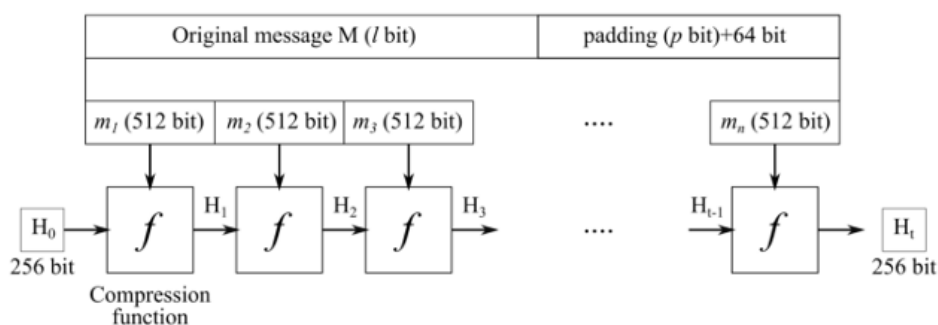 Original message M (l bit) padding (p bit)+64 bit
m1 (512 bit) m2 (512 bit) m3 (512 bit) .... mn (512 bit)
H1 H2 H3 Ht-1
H0 f f f .... f Ht
256 bit 256 bit
Compression
function